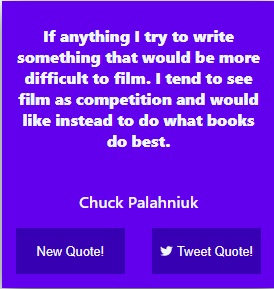 If anything I try to write
something that would be more
difficult to film. I tend to see
film as competition and would
like instead to do what books
do best.
Chuck Palahniuk
New Quote!
Tweet Quote!